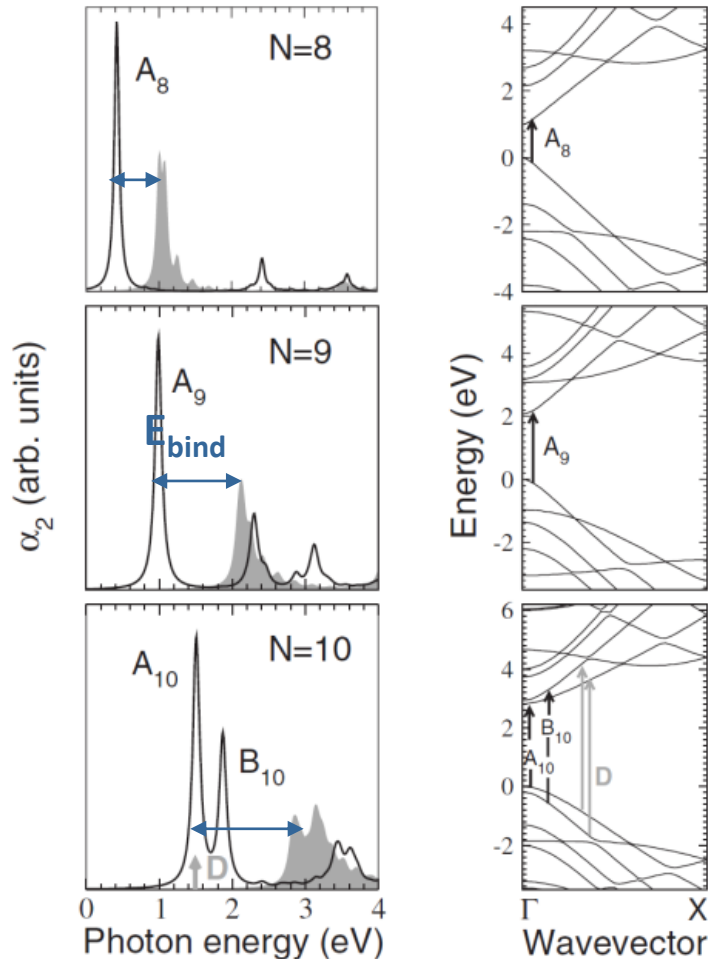 N=8
A₈
α₂ (arb. units)
N=9
A₉
E_bind
N=10
A₁₀
B₁₀
D
0 1 2 3 4
Photon energy (eV)
Energy (eV)
4
2
0
-2
-4
A₈
4
2
0
-2
A₉
6
4
2
0
-2
B₁₀
A₁₀
D
Γ X
Wavevector